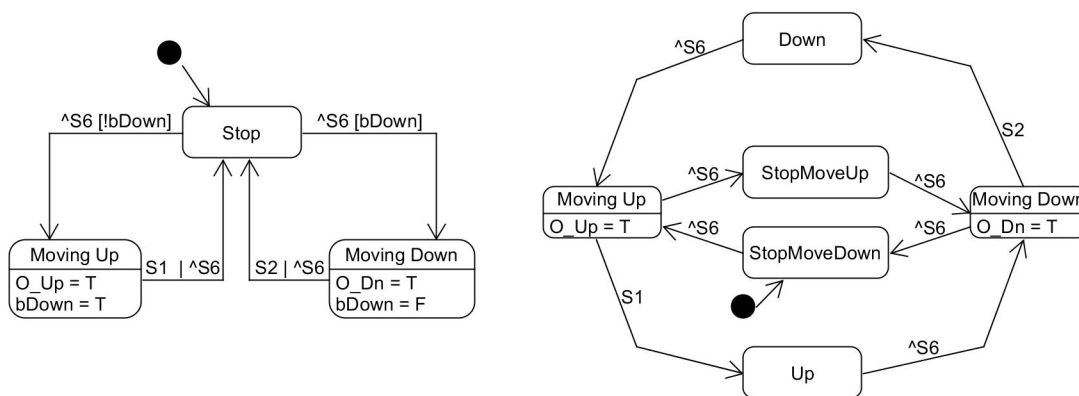 ^S6 [!bDown]
Stop
^S6 [bDown]
Moving Up
O_Up = T
bDown = T
S1 | ^S6
S2 | ^S6
Moving Down
O_Dn = T
bDown = F
^S6
Down
S2
^S6
StopMoveUp
^S6
Moving Up
O_Up = T
Moving Down
O_Dn = T
^S6
StopMoveDown
^S6
S1
Up
^S6